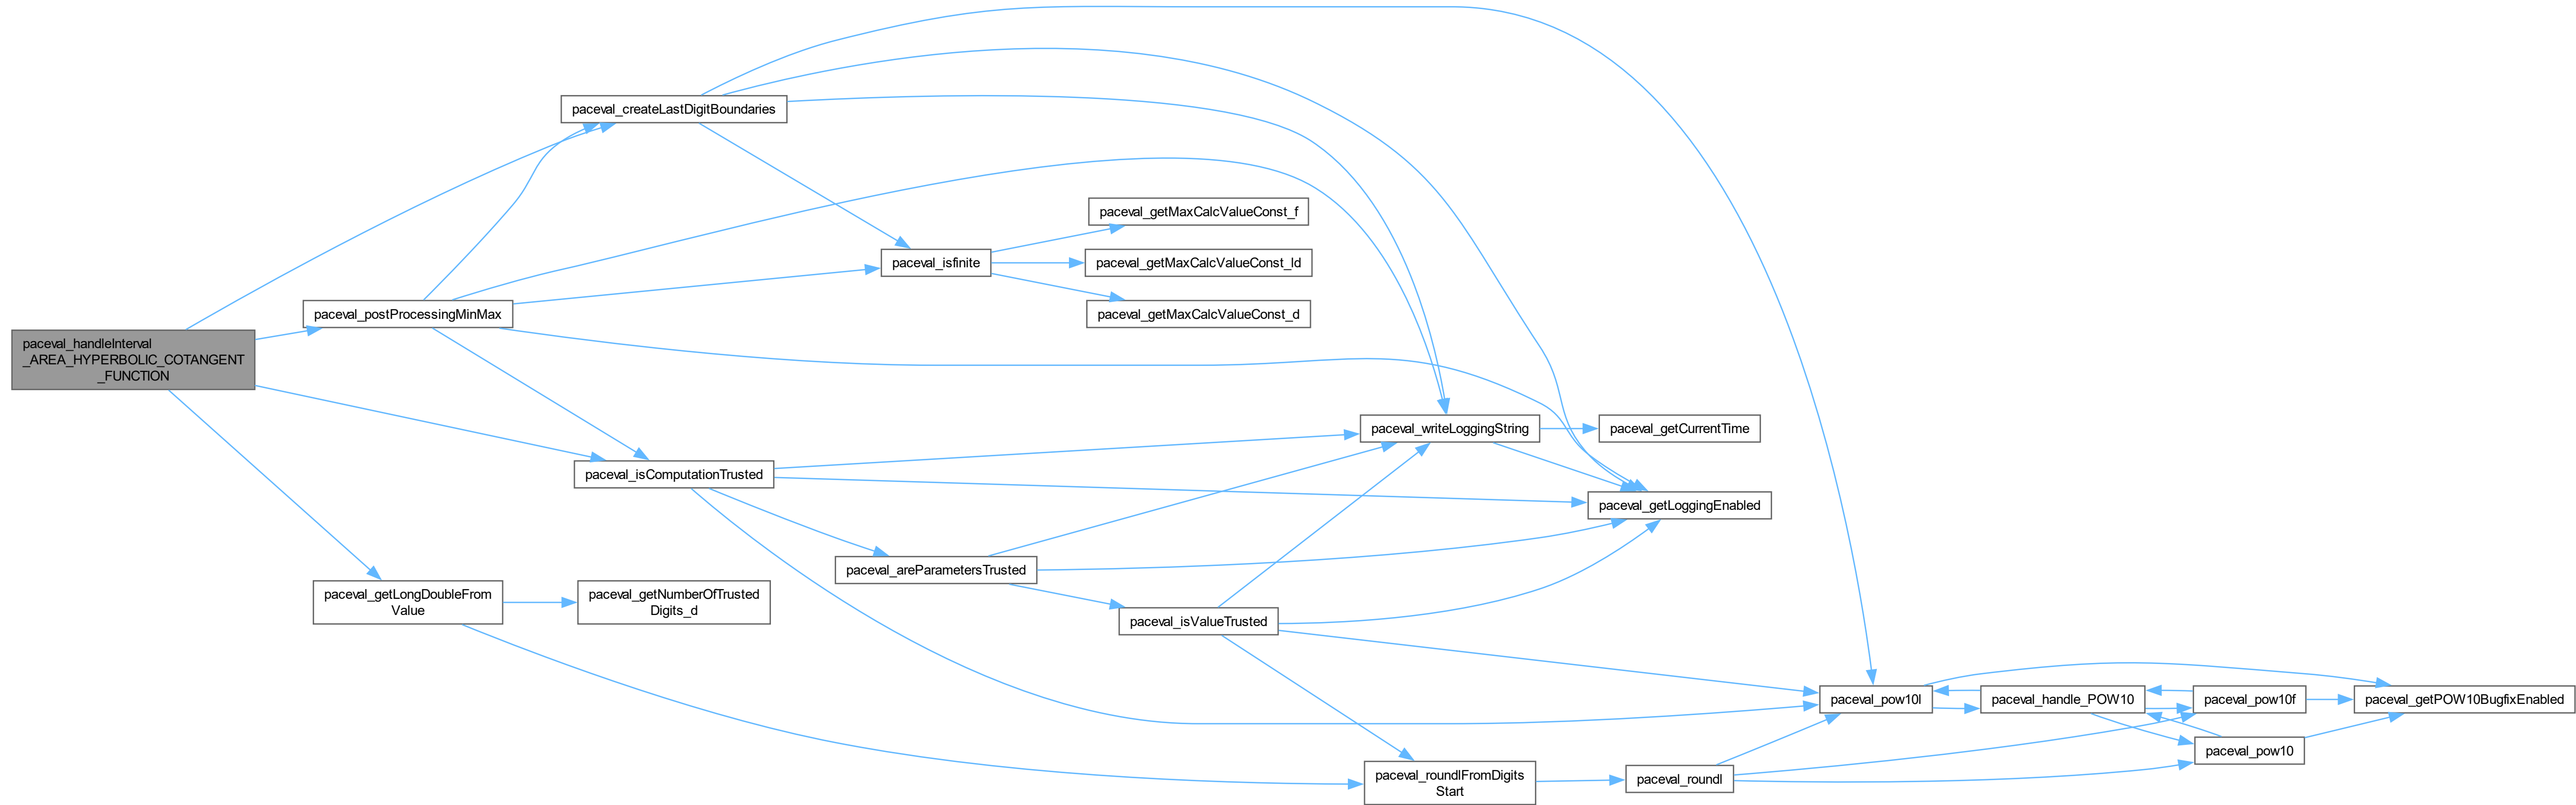 paceval_handleInterval
_AREA_HYPERBOLIC_COTANGENT
_FUNCTION
paceval_createLastDigitBoundaries
paceval_postProcessingMinMax
paceval_isComputationTrusted
paceval_getLongDoubleFrom
Value
paceval_getNumberOfTrusted
Digits_d
paceval_isfinite
paceval_areParametersTrusted
paceval_getMaxCalcValueConst_f
paceval_getMaxCalcValueConst_ld
paceval_getMaxCalcValueConst_d
paceval_isValueTrusted
paceval_writeLoggingString
paceval_roundlFromDigits
Start
paceval_getCurrentTime
paceval_getLoggingEnabled
paceval_roundl
paceval_pow10l
paceval_handle_POW10
paceval_pow10f
paceval_pow10
paceval_getPOW10BugfixEnabled